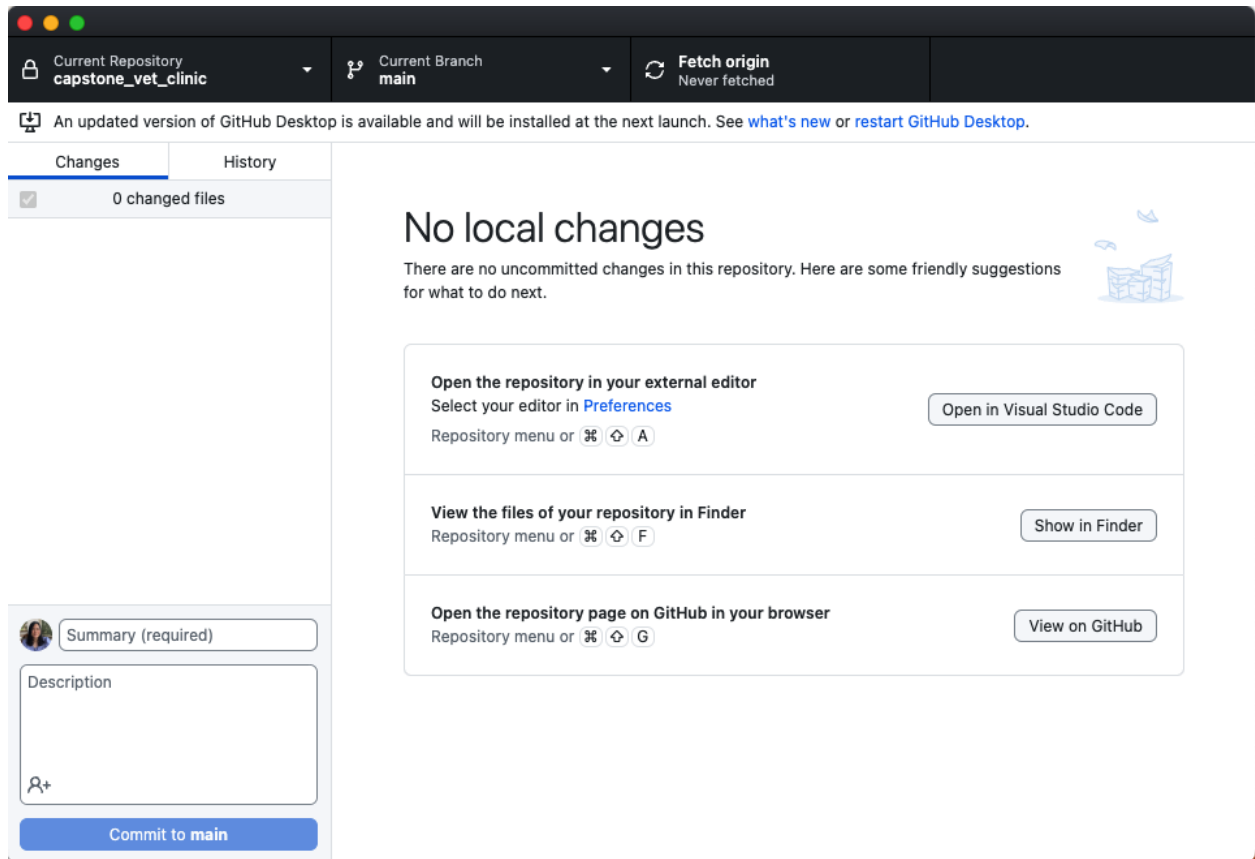 Current Repository
capstone_vet_clinic
Current Branch
main
Fetch origin
Never fetched
An updated version of GitHub Desktop is available and will be installed at the next launch. See what's new or restart GitHub Desktop.
Changes
History
0 changed files
No local changes
There are no uncommitted changes in this repository. Here are some friendly suggestions
for what to do next.
Open the repository in your external editor
Select your editor in Preferences
Repository menu or ⌘ ⇧ A
Open in Visual Studio Code
View the files of your repository in Finder
Repository menu or ⌘ ⇧ F
Show in Finder
Open the repository page on GitHub in your browser
Repository menu or ⌘ ⇧ G
View on GitHub
Summary (required)
Description
Commit to main